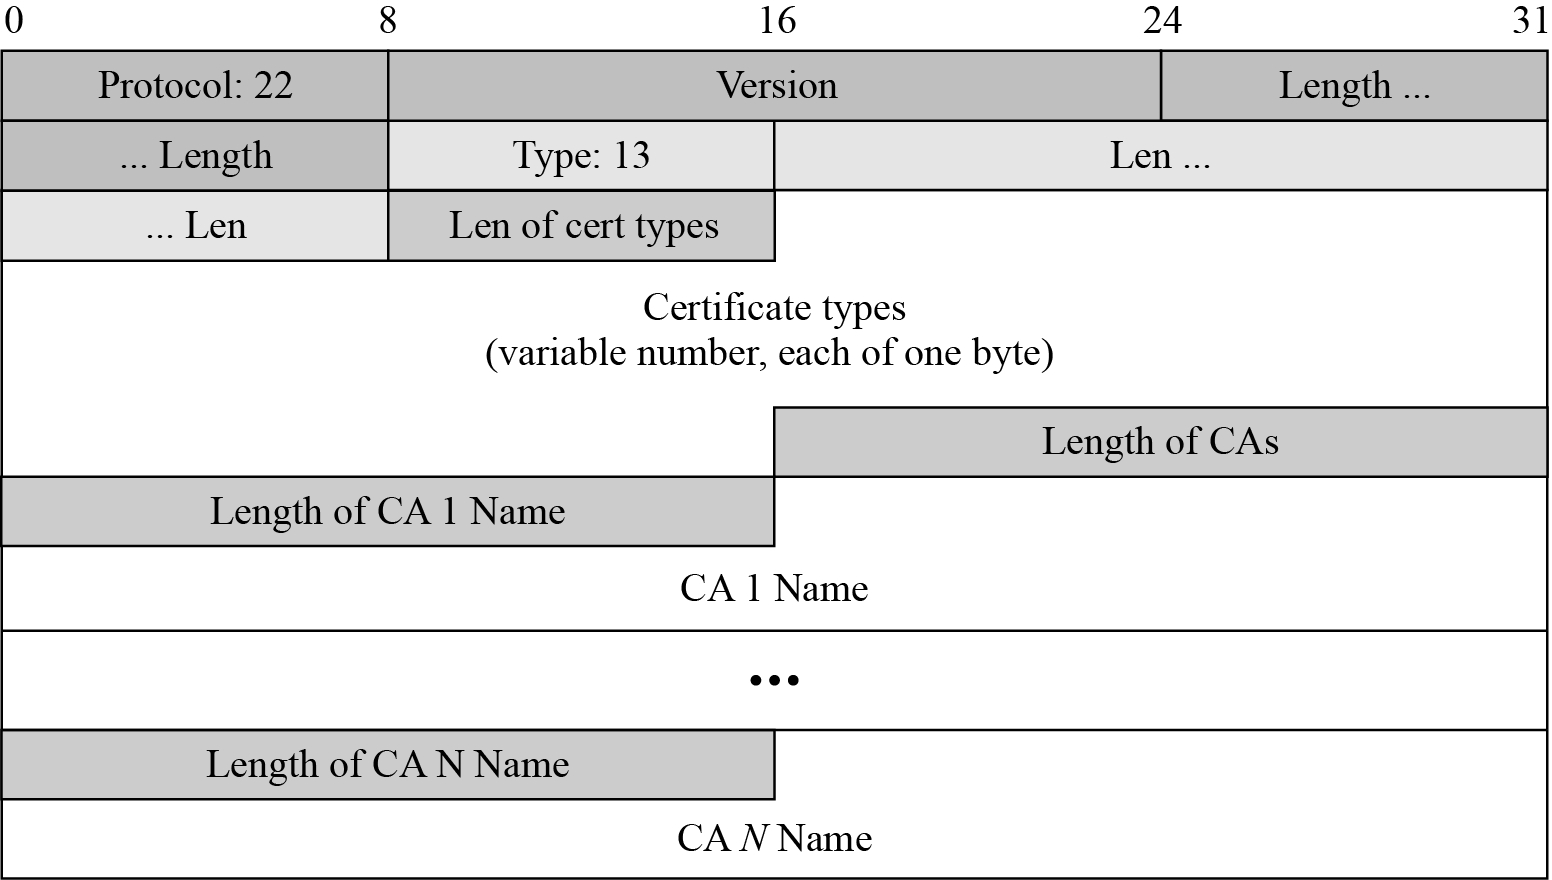 0 8 16 24 31
Protocol: 22 Version Length ...
... Length Type: 13 Len ...
... Len Len of cert types
Certificate types
(variable number, each of one byte)
Length of CAs
Length of CA 1 Name
CA 1 Name
•••
Length of CA N Name
CA N Name